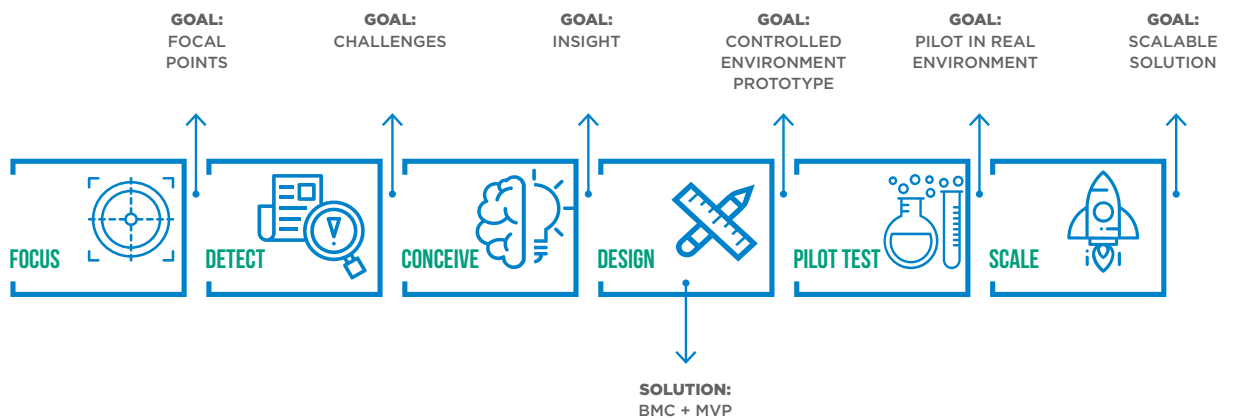 GOAL:
FOCAL
POINTS
GOAL:
CHALLENGES
GOAL:
INSIGHT
GOAL:
CONTROLLED
ENVIRONMENT
PROTOTYPE
GOAL:
PILOT IN REAL
ENVIRONMENT
GOAL:
SCALABLE
SOLUTION
FOCUS
DETECT
CONCEIVE
DESIGN
PILOT TEST
SCALE
SOLUTION:
BMC + MVP